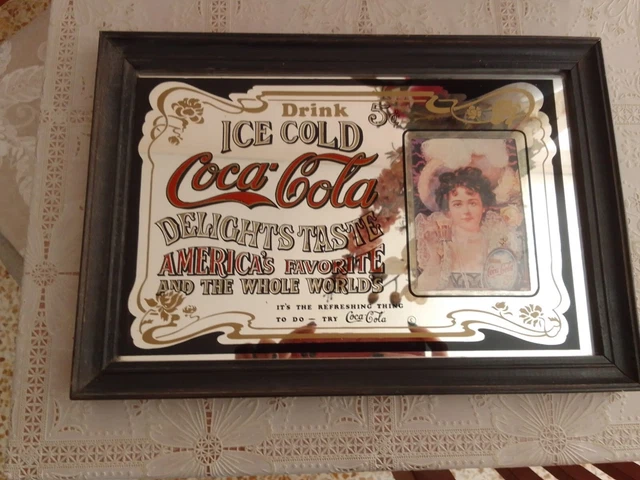 Drink 5¢
ICE COLD
Coca-Cola
DELIGHTS TASTE
AMERICA'S FAVORITE
AND THE WHOLE WORLD'S
IT'S THE REFRESHING THING
TO DO — TRY Coca-Cola